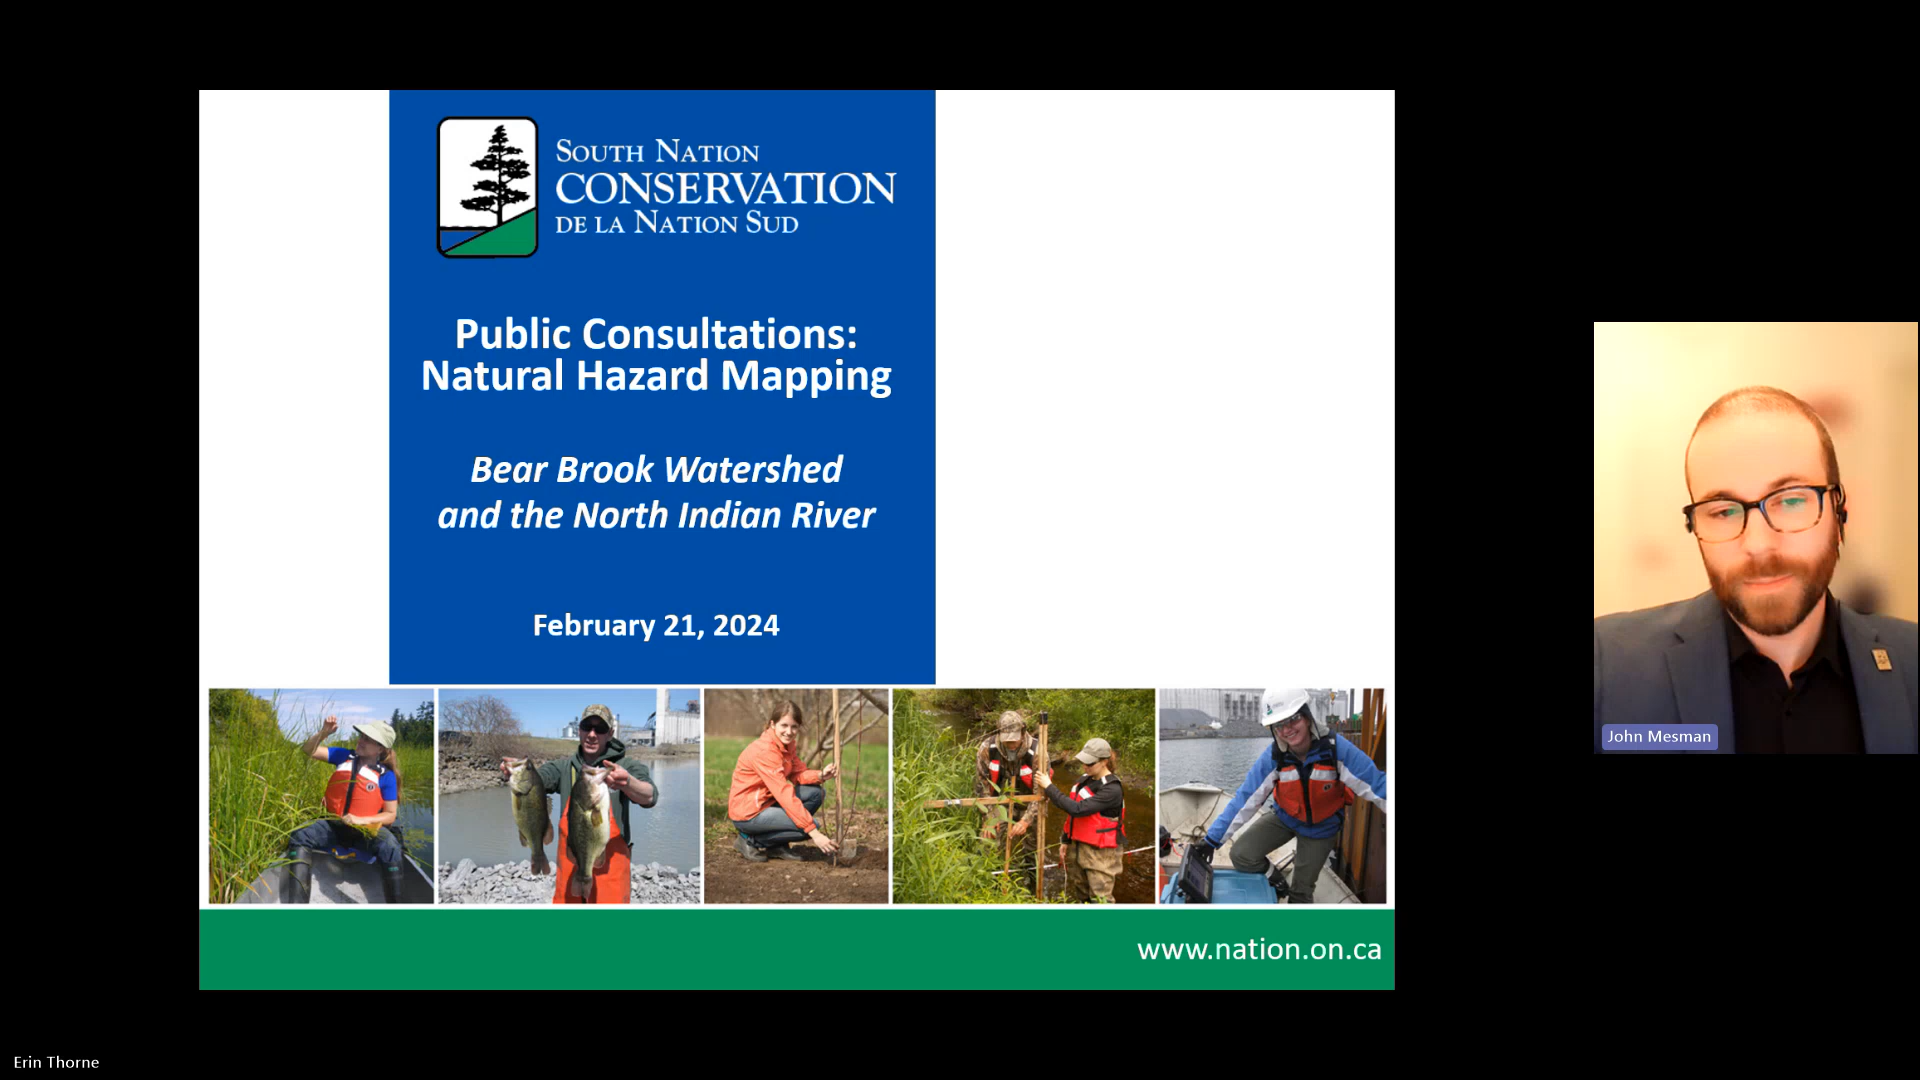 South Nation
CONSERVATION
de la Nation Sud
Public Consultations:
Natural Hazard Mapping
Bear Brook Watershed
and the North Indian River
February 21, 2024
www.nation.on.ca
John Mesman
Erin Thorne